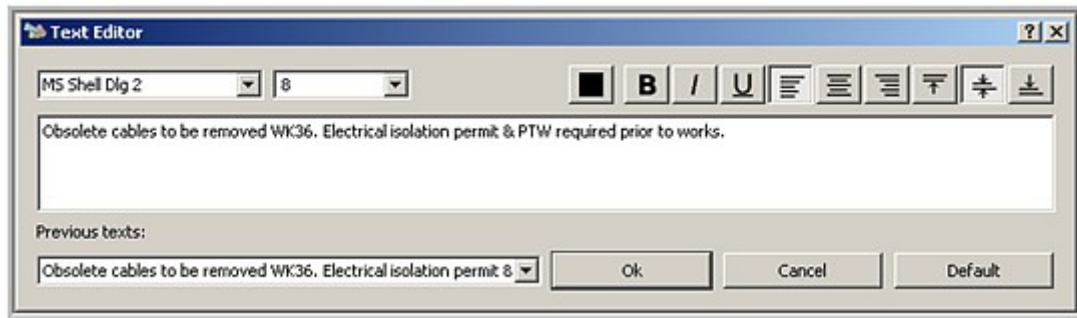 Text Editor
MS Shell Dlg 2 8 B I U
Obsolete cables to be removed WK36. Electrical isolation permit & PTW required prior to works.
Previous texts:
Obsolete cables to be removed WK36. Electrical isolation permit & Ok Cancel Default